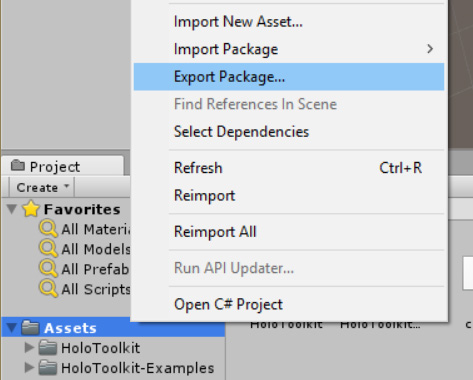 Import New Asset...
Import Package
Export Package...
Find References In Scene
Select Dependencies
Refresh Ctrl+R
Reimport
Reimport All
Run API Updater...
Open C# Project
Project
Create
Favorites
All Materia
All Models
All Prefab
All Scripts
Assets
HoloToolkit
HoloToolkit-Examples
HoloToolkit HoloToolkit... c